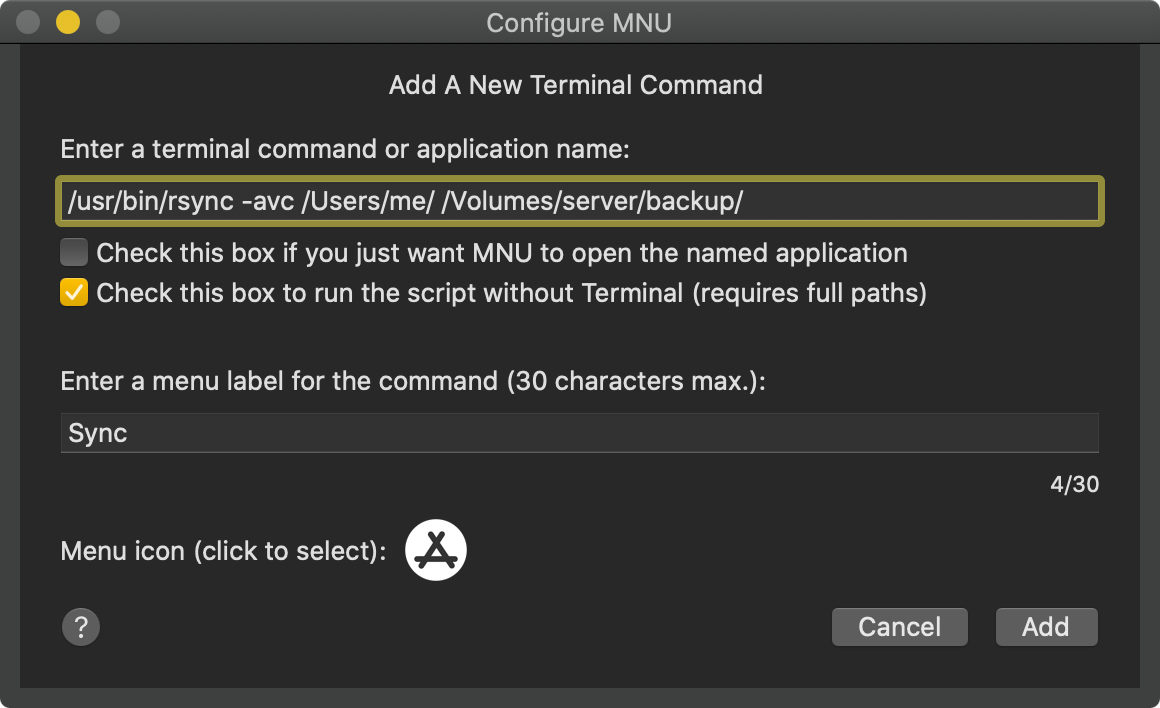 Configure MNU
Add A New Terminal Command
Enter a terminal command or application name:
/usr/bin/rsync -avc /Users/me/ /Volumes/server/backup/
Check this box if you just want MNU to open the named application
Check this box to run the script without Terminal (requires full paths)
Enter a menu label for the command (30 characters max.):
Sync
4/30
Menu icon (click to select):
?
Cancel
Add